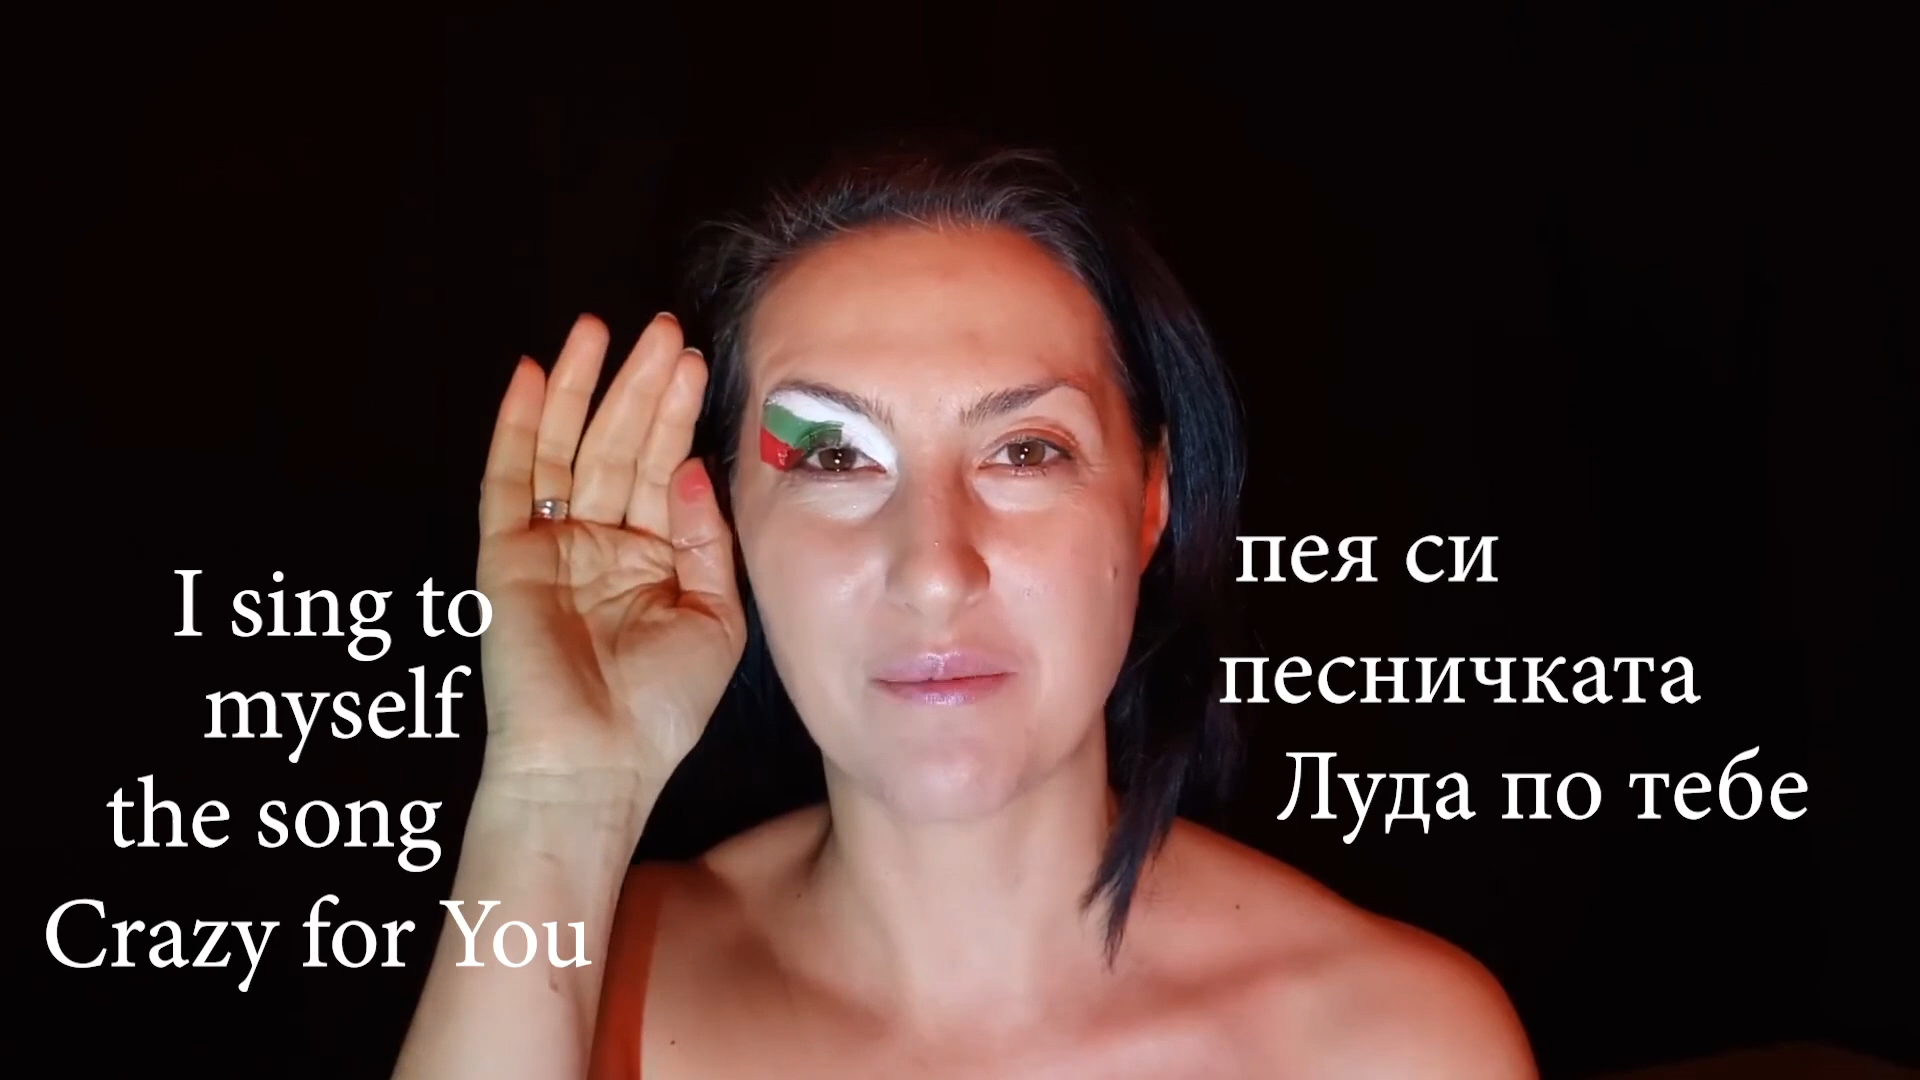 I sing to
myself
the song
Crazy for You
пея си
песничката
Луда по тебе